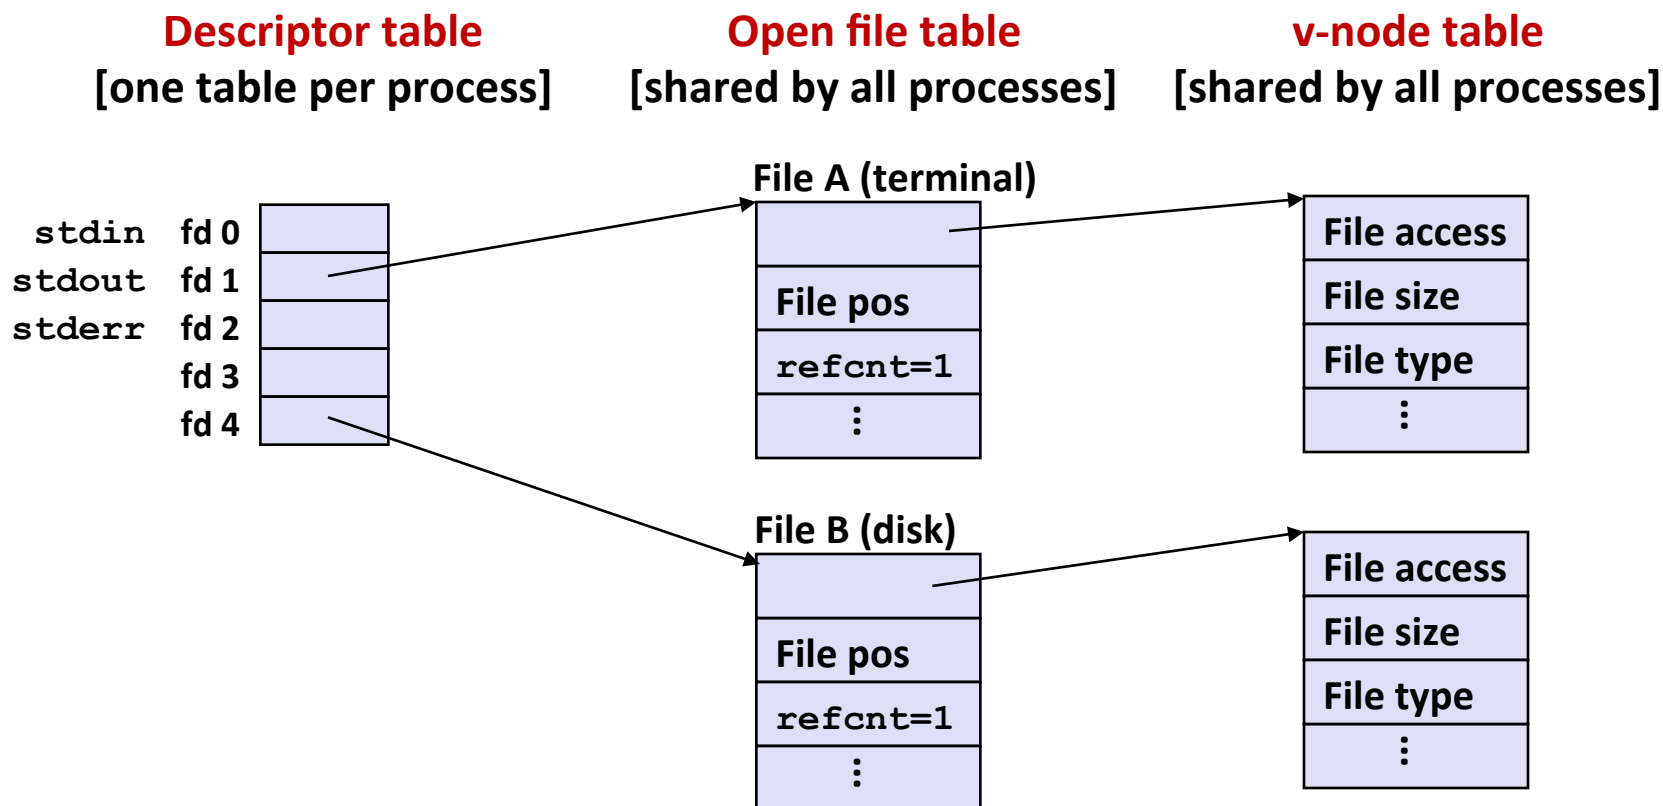 Descriptor table
[one table per process]
Open file table
[shared by all processes]
v-node table
[shared by all processes]
stdin fd 0
stdout fd 1
stderr fd 2
fd 3
fd 4
File A (terminal)
File pos
refcnt=1
⋮
File access
File size
File type
⋮
File B (disk)
File pos
refcnt=1
⋮
File access
File size
File type
⋮